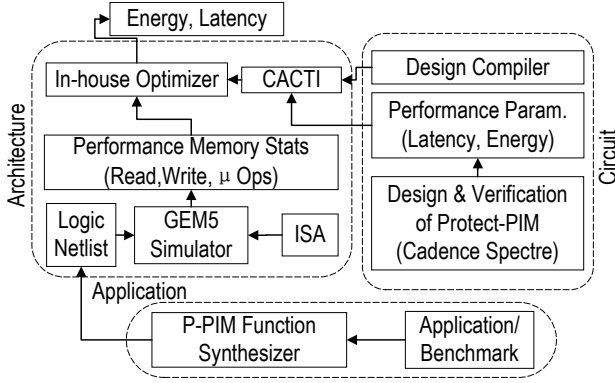 Energy, Latency
In-house Optimizer
CACTI
Design Compiler
Performance Param.
(Latency, Energy)
Performance Memory Stats
(Read,Write, μ Ops)
Design & Verification
of Protect-PIM
(Cadence Spectre)
Logic
Netlist
GEM5
Simulator
ISA
Architecture
Circuit
Application
P-PIM Function
Synthesizer
Application/
Benchmark